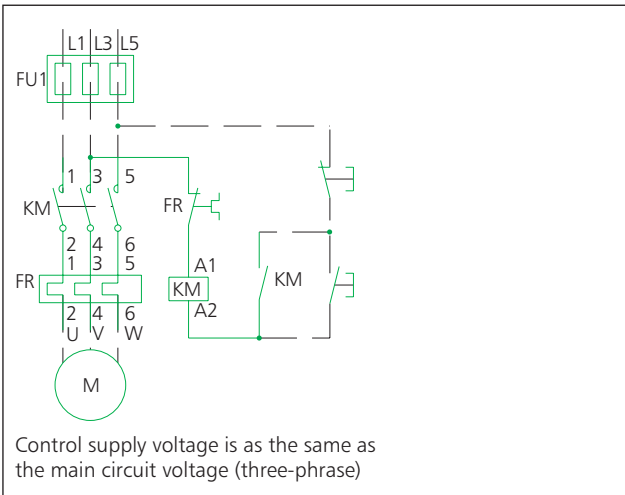 L1 L3 L5
FU1
1 3 5
KM
FR
2 4 6
1 3 5
A1
FR
KM
KM
A2
2 4 6
U V W
M
Control supply voltage is as the same as
the main circuit voltage (three-phrase)